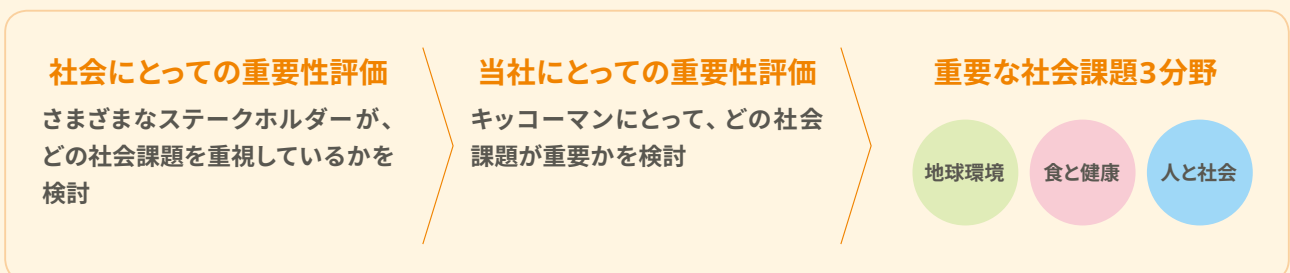 社会にとっての重要性評価
さまざまなステークホルダーが、
どの社会課題を重視しているかを
検討
当社にとっての重要性評価
キッコーマンにとって、どの社会
課題が重要かを検討
重要な社会課題3分野
地球環境
食と健康
人と社会